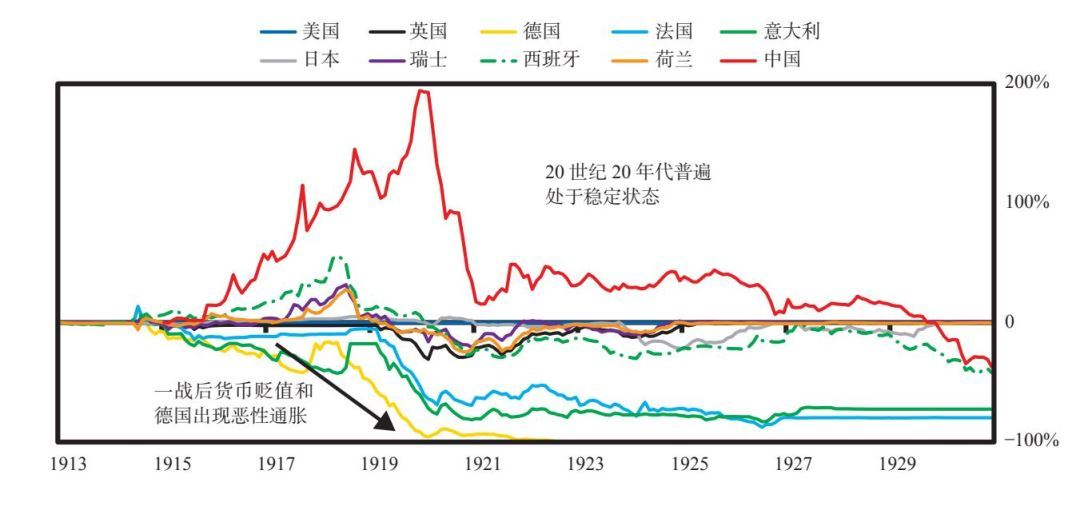 美国 英国 德国 法国 意大利
日本 瑞士 西班牙 荷兰 中国
200%
20 世纪 20 年代普遍
处于稳定状态
100%
0
一战后货币贬值和
德国出现恶性通胀
−100%
1913 1915 1917 1919 1921 1923 1925 1927 1929